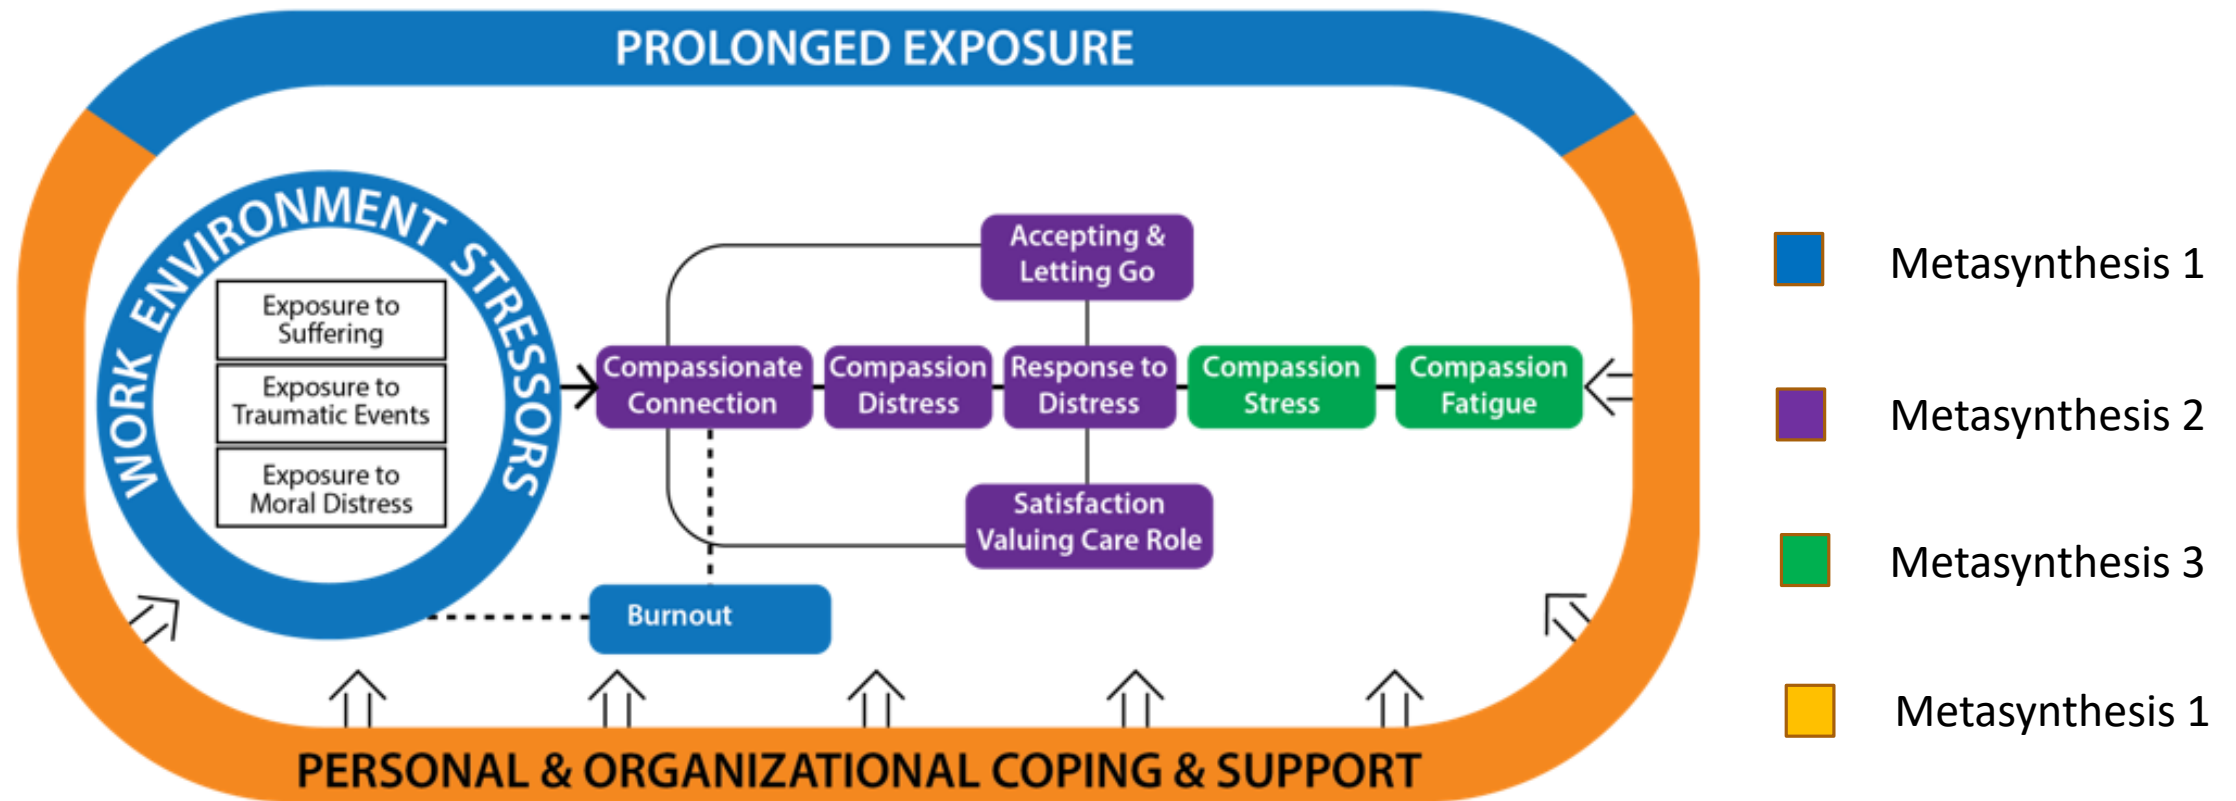 PROLONGED EXPOSURE
WORK ENVIRONMENT STRESSORS
Exposure to
Suffering
Exposure to
Traumatic Events
Exposure to
Moral Distress
Accepting &
Letting Go
Compassionate
Connection
Compassion
Distress
Response to
Distress
Compassion
Stress
Compassion
Fatigue
Satisfaction
Valuing Care Role
Burnout
PERSONAL & ORGANIZATIONAL COPING & SUPPORT
Metasynthesis 1
Metasynthesis 2
Metasynthesis 3
Metasynthesis 1